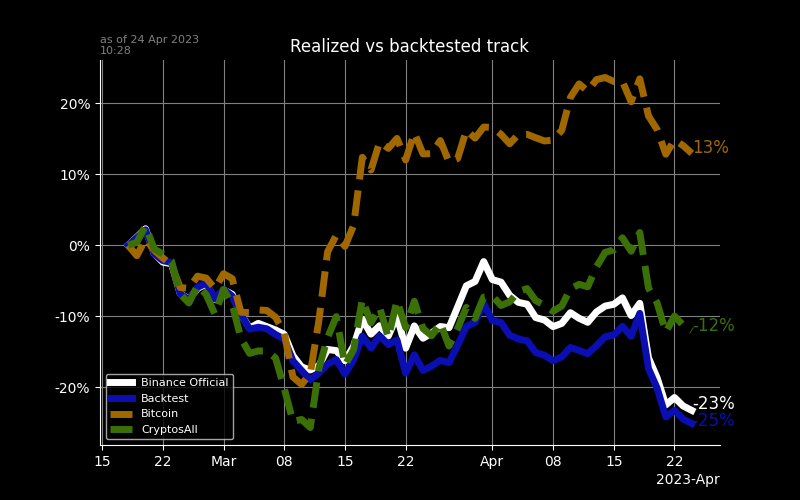 as of 24 Apr 2023
10:28
Realized vs backtested track
20%
10%
0%
-10%
-20%
13%
-12%
-23%
-25%
Binance Official
Backtest
Bitcoin
CryptosAll
15 22 Mar 08 15 22 Apr 08 15 22
2023-Apr